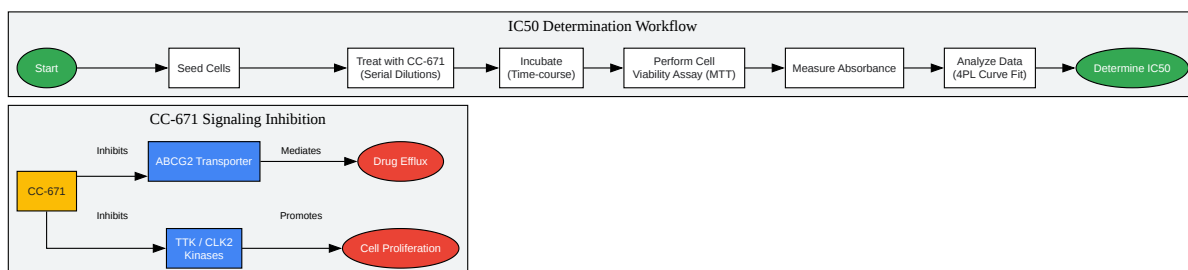 IC50 Determination Workflow
Start
Seed Cells
Treat with CC-671
(Serial Dilutions)
Incubate
(Time-course)
Perform Cell
Viability Assay (MTT)
Measure Absorbance
Analyze Data
(4PL Curve Fit)
Determine IC50
CC-671 Signaling Inhibition
CC-671
Inhibits
ABCG2 Transporter
Mediates
Drug Efflux
Inhibits
TTK / CLK2
Kinases
Promotes
Cell Proliferation